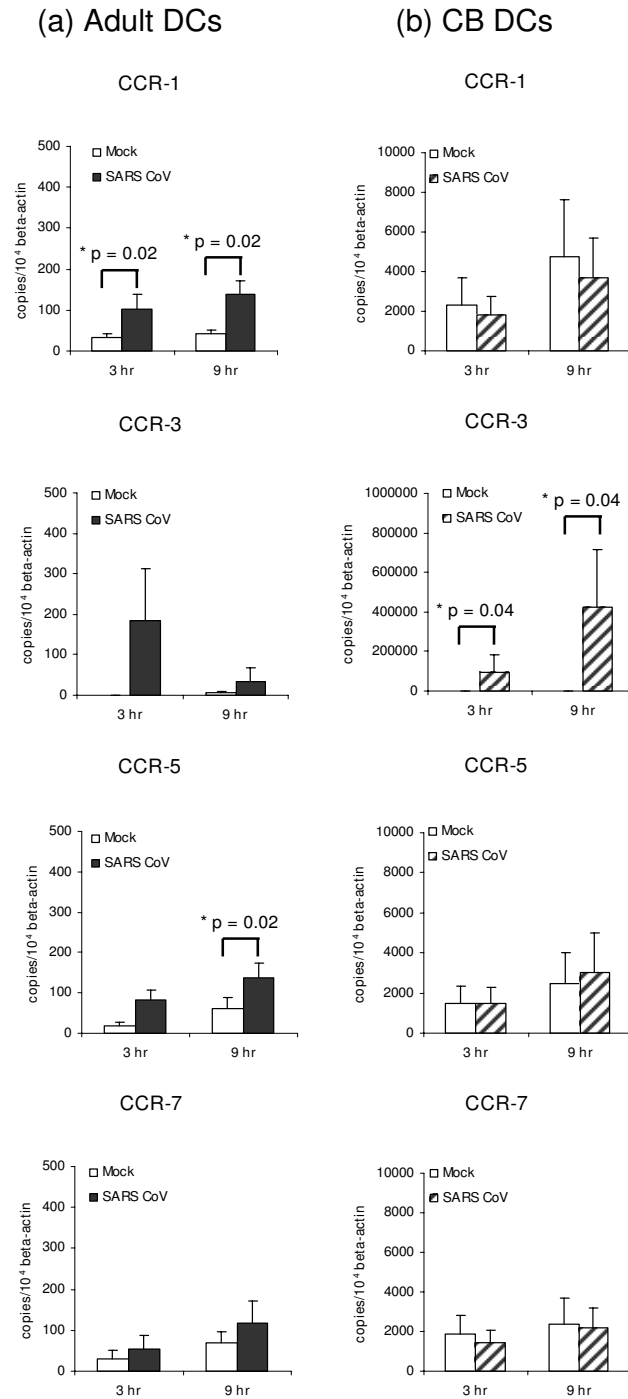 (a) Adult DCs
(b) CB DCs
CCR-1
500
400
300
200
100
0
copies/10⁴ beta-actin
Mock
SARS CoV
* p = 0.02
* p = 0.02
3 hr
9 hr
CCR-1
10000
8000
6000
4000
2000
0
copies/10⁴ beta-actin
Mock
SARS CoV
3 hr
9 hr
CCR-3
500
400
300
200
100
0
copies/10⁴ beta-actin
Mock
SARS CoV
3 hr
9 hr
CCR-3
1000000
800000
600000
400000
200000
0
copies/10⁴ beta-actin
Mock
SARS CoV
* p = 0.04
* p = 0.04
3 hr
9 hr
CCR-5
500
400
300
200
100
0
copies/10⁴ beta-actin
Mock
SARS CoV
* p = 0.02
3 hr
9 hr
CCR-5
10000
8000
6000
4000
2000
0
copies/10⁴ beta-actin
Mock
SARS CoV
3 hr
9 hr
CCR-7
500
400
300
200
100
0
copies/10⁴ beta-actin
Mock
SARS CoV
3 hr
9 hr
CCR-7
10000
8000
6000
4000
2000
0
copies/10⁴ beta-actin
Mock
SARS CoV
3 hr
9 hr